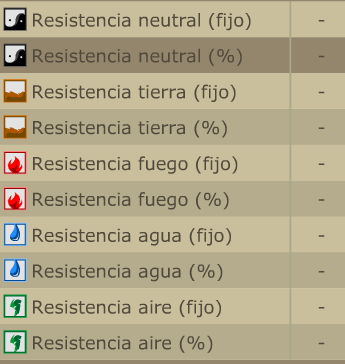 Resistencia neutral (fijo) -
Resistencia neutral (%) -
Resistencia tierra (fijo) -
Resistencia tierra (%) -
Resistencia fuego (fijo) -
Resistencia fuego (%) -
Resistencia agua (fijo) -
Resistencia agua (%) -
Resistencia aire (fijo) -
Resistencia aire (%) -